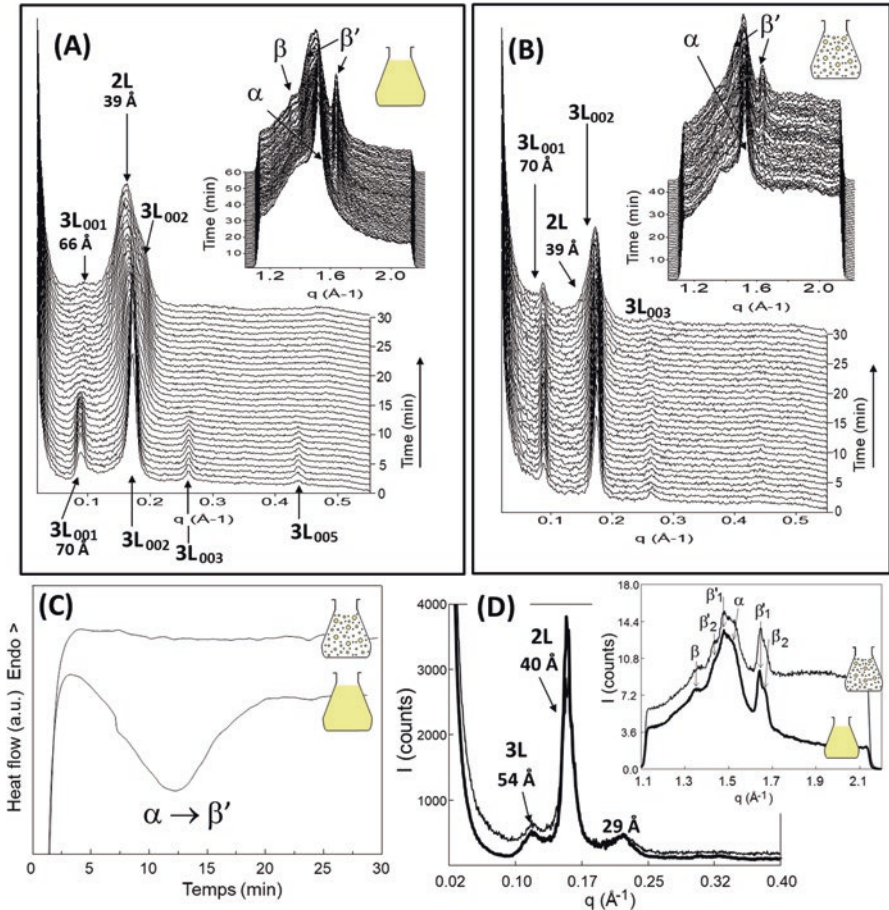 (A)
β
β’
α
2L
39 Å
3L002
3L001
66 Å
Time (min)
60
50
40
30
20
10
1.2
1.6
2.0
q (A-1)
30
25
20
15
10
5
0
Time (min)
0.1
0.2
0.3
0.4
0.5
q (A-1)
3L001
70 Å
3L002
3L003
3L005
(B)
α
β’
3L002
3L001
70 Å
2L
39 Å
3L003
Time (min)
40
30
20
10
1.2
1.6
2.0
q (A-1)
30
25
20
15
10
5
0
Time (min)
0.1
0.2
0.3
0.4
0.5
q (A-1)
(C)
Heat flow (a.u.) Endo >
α → β’
0
5
10
15
20
25
30
Temps (min)
(D)
4000
3000
2000
1000
I (counts)
2L
40 Å
3L
54 Å
29 Å
0.02
0.10
0.17
0.25
0.32
0.40
q (Å-1)
18.0
14.4
10.8
7.2
3.6
0.0
I (counts)
β
β'2
β'1
α
β'1
β'2
1.1
1.3
1.5
1.7
1.9
2.1
q (Å-1)